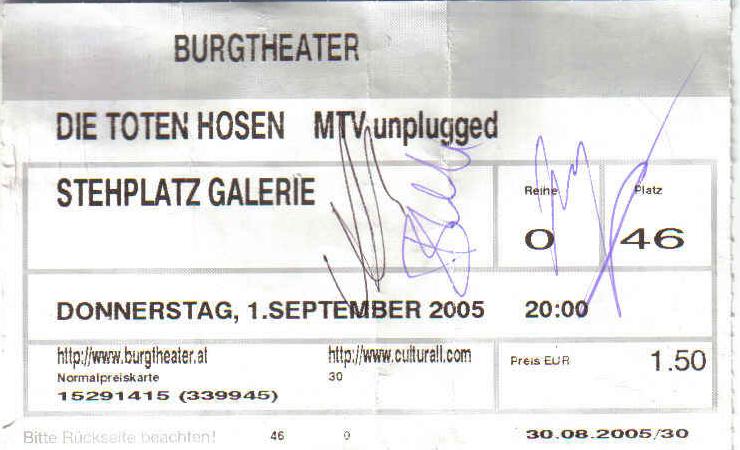 BURGTHEATER
DIE TOTEN HOSEN MTV unplugged
STEHPLATZ GALERIE
Reihe Platz
0 46
DONNERSTAG, 1.SEPTEMBER 2005 20:00
http://www.burgtheater.at http://www.culturall.com Preis EUR 1.50
Normalpreiskarte 30
15291415 (339945)
Bitte Rückseite beachten! 46 0 30.08.2005/30